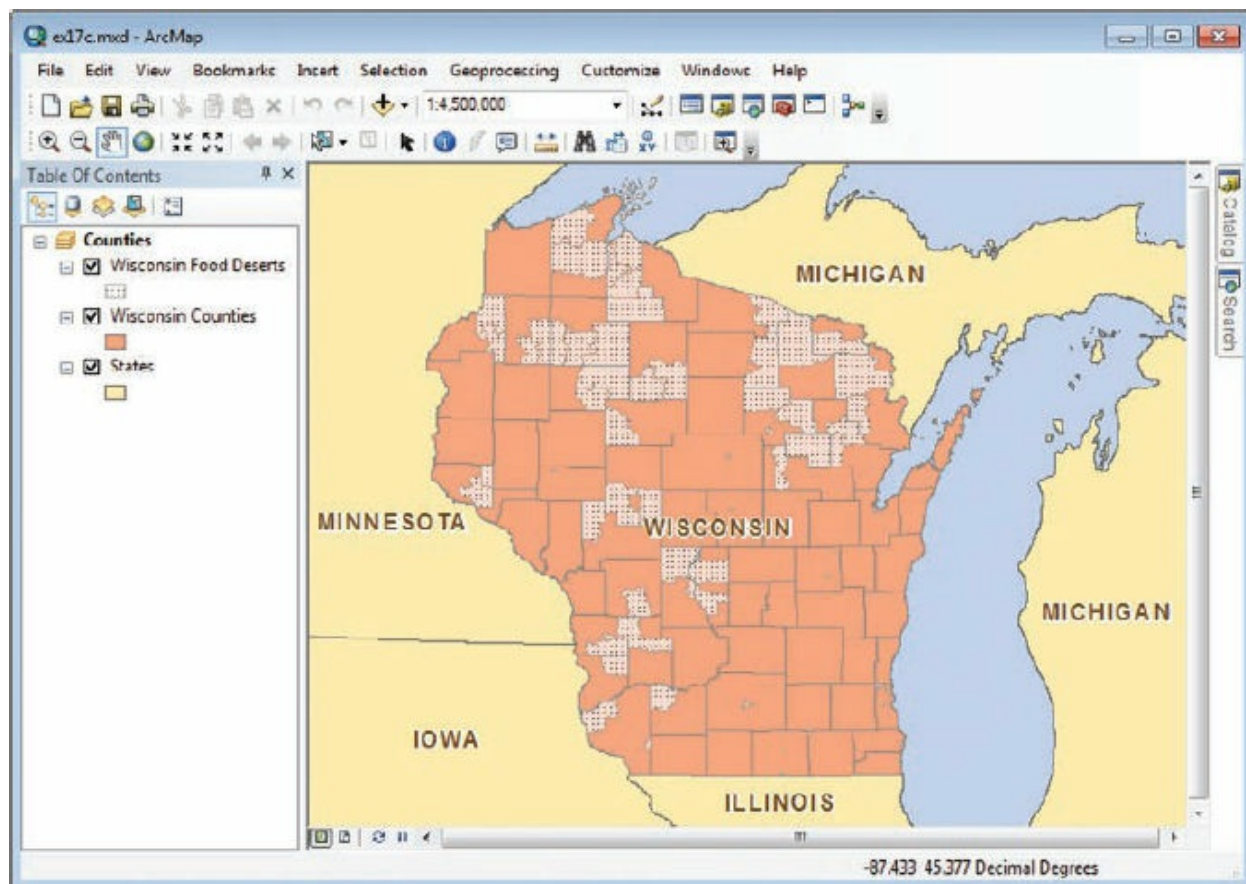 ex17c.mxd - ArcMap
File Edit View Bookmarks Insert Selection Geoprocessing Customize Windows Help
1:4,500,000
Table Of Contents
Counties
Wisconsin Food Deserts
Wisconsin Counties
States
MICHIGAN
MINNESOTA
WISCONSIN
MICHIGAN
IOWA
ILLINOIS
Catalog
Search
-87.433 45.377 Decimal Degrees